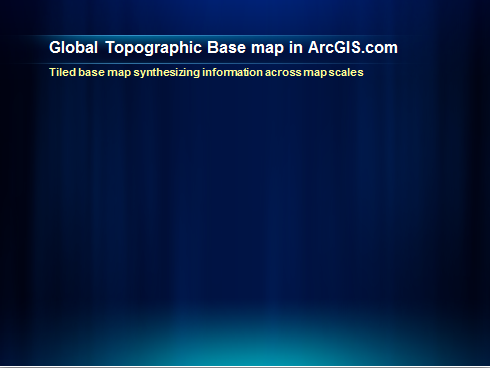 Global Topographic Base map in ArcGIS.com
Tiled base map synthesizing information across map scales